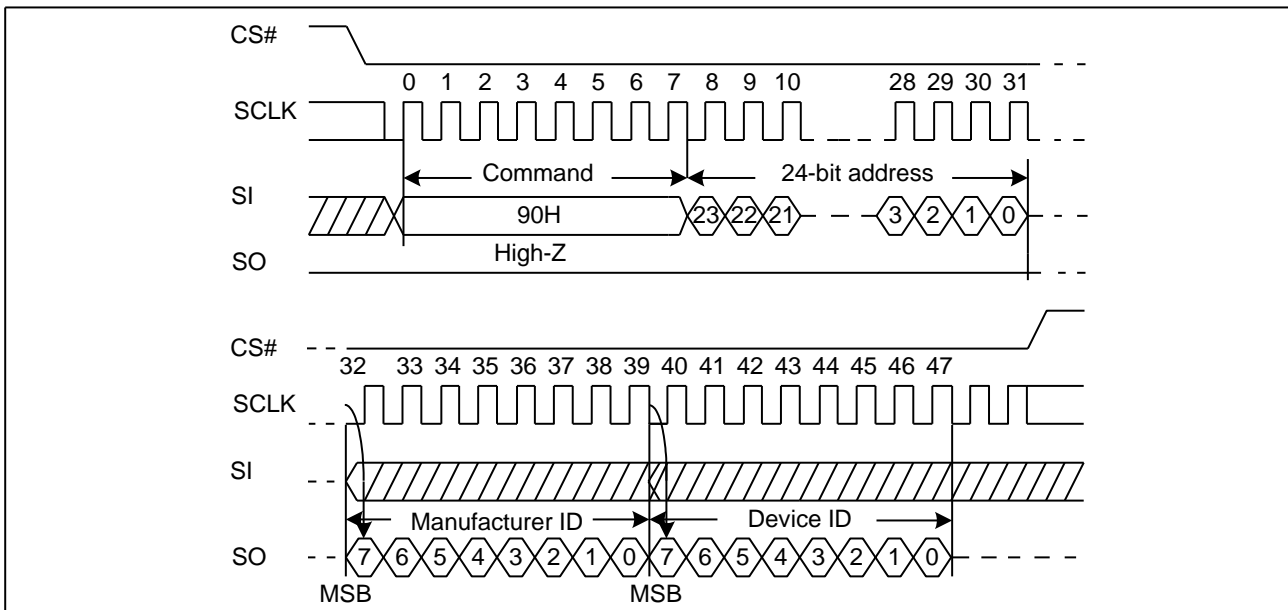 CS#
0 1 2 3 4 5 6 7 8 9 10 28 29 30 31
SCLK
Command 24-bit address
SI
90H 23 22 21 3 2 1 0
High-Z
SO
CS#
32 33 34 35 36 37 38 39 40 41 42 43 44 45 46 47
SCLK
SI
Manufacturer ID Device ID
SO 7 6 5 4 3 2 1 0 7 6 5 4 3 2 1 0
MSB MSB